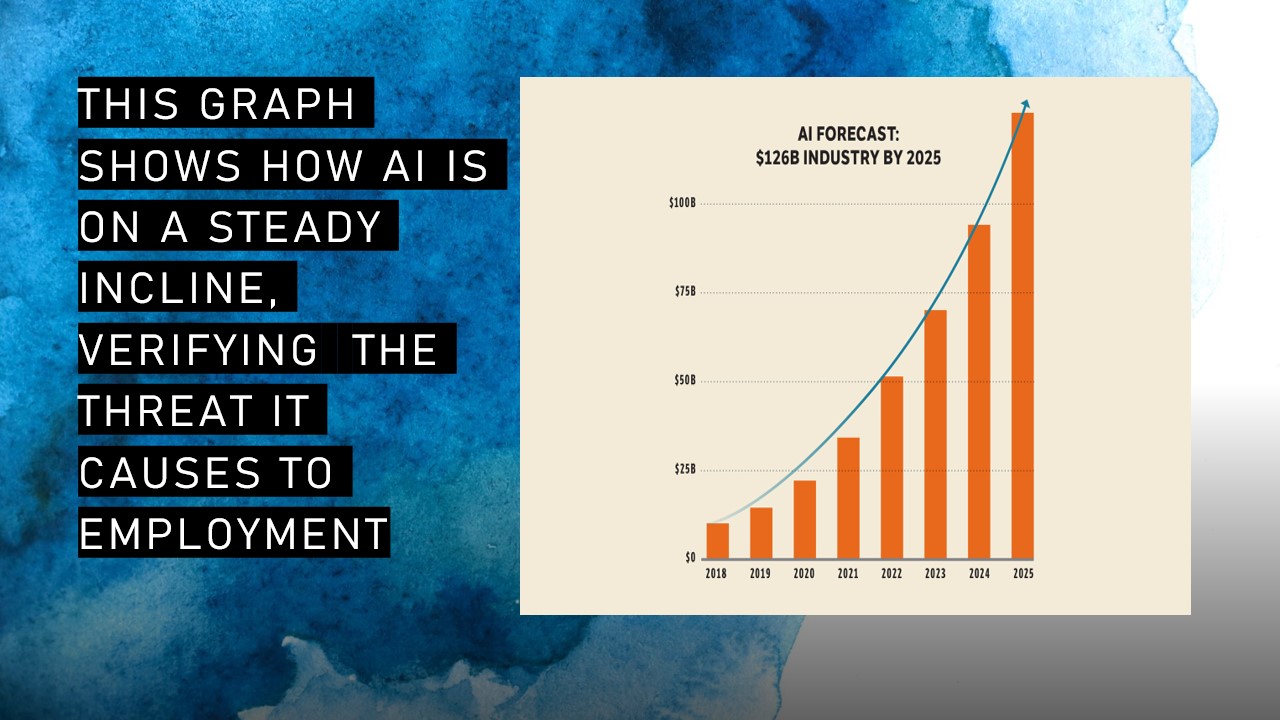 THIS GRAPH
SHOWS HOW AI IS
ON A STEADY
INCLINE,
VERIFYING THE
THREAT IT
CAUSES TO
EMPLOYMENT
AI FORECAST:
$126B INDUSTRY BY 2025
$100B
$75B
$50B
$25B
$0
2018 2019 2020 2021 2022 2023 2024 2025